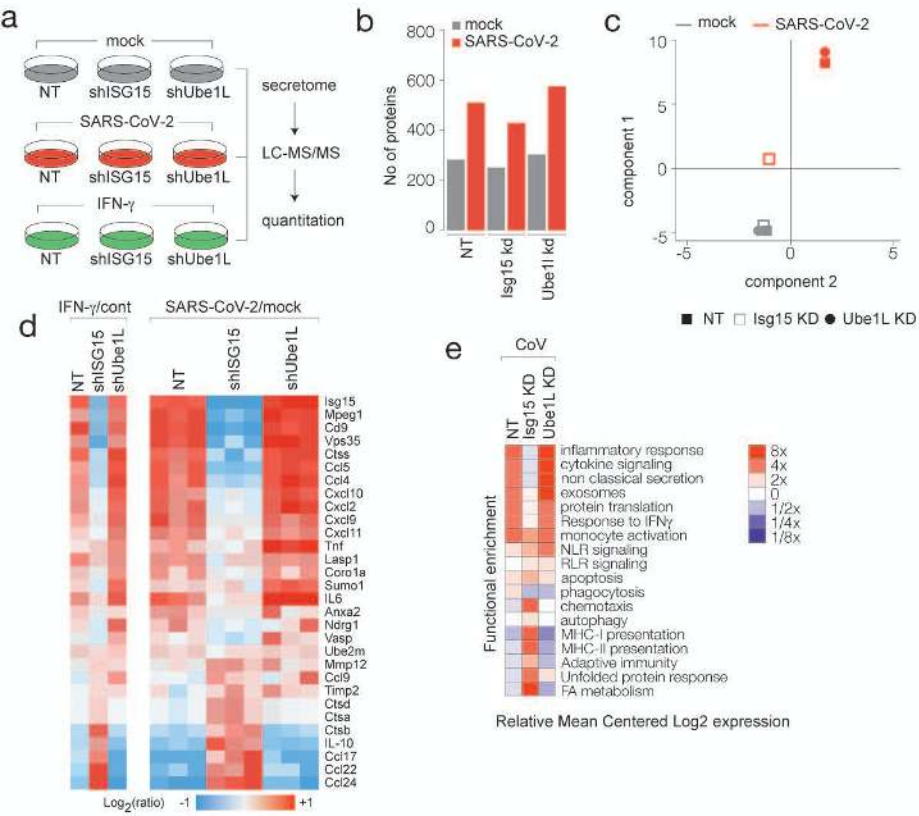 a
mock
NT shISG15 shUbe1L
SARS-CoV-2
NT shISG15 shUbe1L
IFN-γ
NT shISG15 shUbe1L
secretome
LC-MS/MS
quantitation
b
mock
SARS-CoV-2
No of proteins
800
600
400
200
0
NT
Isg15 kd
Ube1l kd
c
mock SARS-CoV-2
component 1
10
5
0
-5
-5 0 5
component 2
NT Isg15 KD Ube1L KD
d
IFN-γ/cont SARS-CoV-2/mock
NT shISG15 shUbe1L NT shISG15 shUbe1L
Isg15
Mpeg1
Cd9
Vps35
Ctss
Ccl5
Ccl4
Cxcl10
Cxcl2
Cxcl9
Cxcl11
Tnf
Lasp1
Coro1a
Sumo1
IL6
Anxa2
Ndrg1
Vasp
Ube2m
Mmp12
Ccl9
Timp2
Ctsd
Ctsa
Ctsb
IL-10
Ccl17
Ccl22
Ccl24
Log2(ratio) -1 +1
e
CoV
NT Isg15 KD Ube1L KD
Functional enrichment
inflammatory response
cytokine signaling
non classical secretion
exosomes
protein translation
Response to IFNγ
monocyte activation
NLR signaling
RLR signaling
apoptosis
phagocytosis
chemotaxis
autophagy
MHC-I presentation
MHC-II presentation
Adaptive immunity
Unfolded protein response
FA metabolism
8x
4x
2x
0
1/2x
1/4x
1/8x
Relative Mean Centered Log2 expression